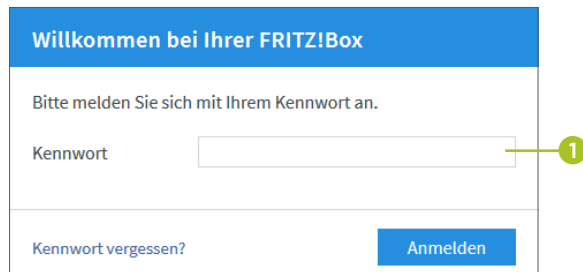 Willkommen bei Ihrer FRITZ!Box
Bitte melden Sie sich mit Ihrem Kennwort an.
Kennwort
1
Kennwort vergessen?
Anmelden